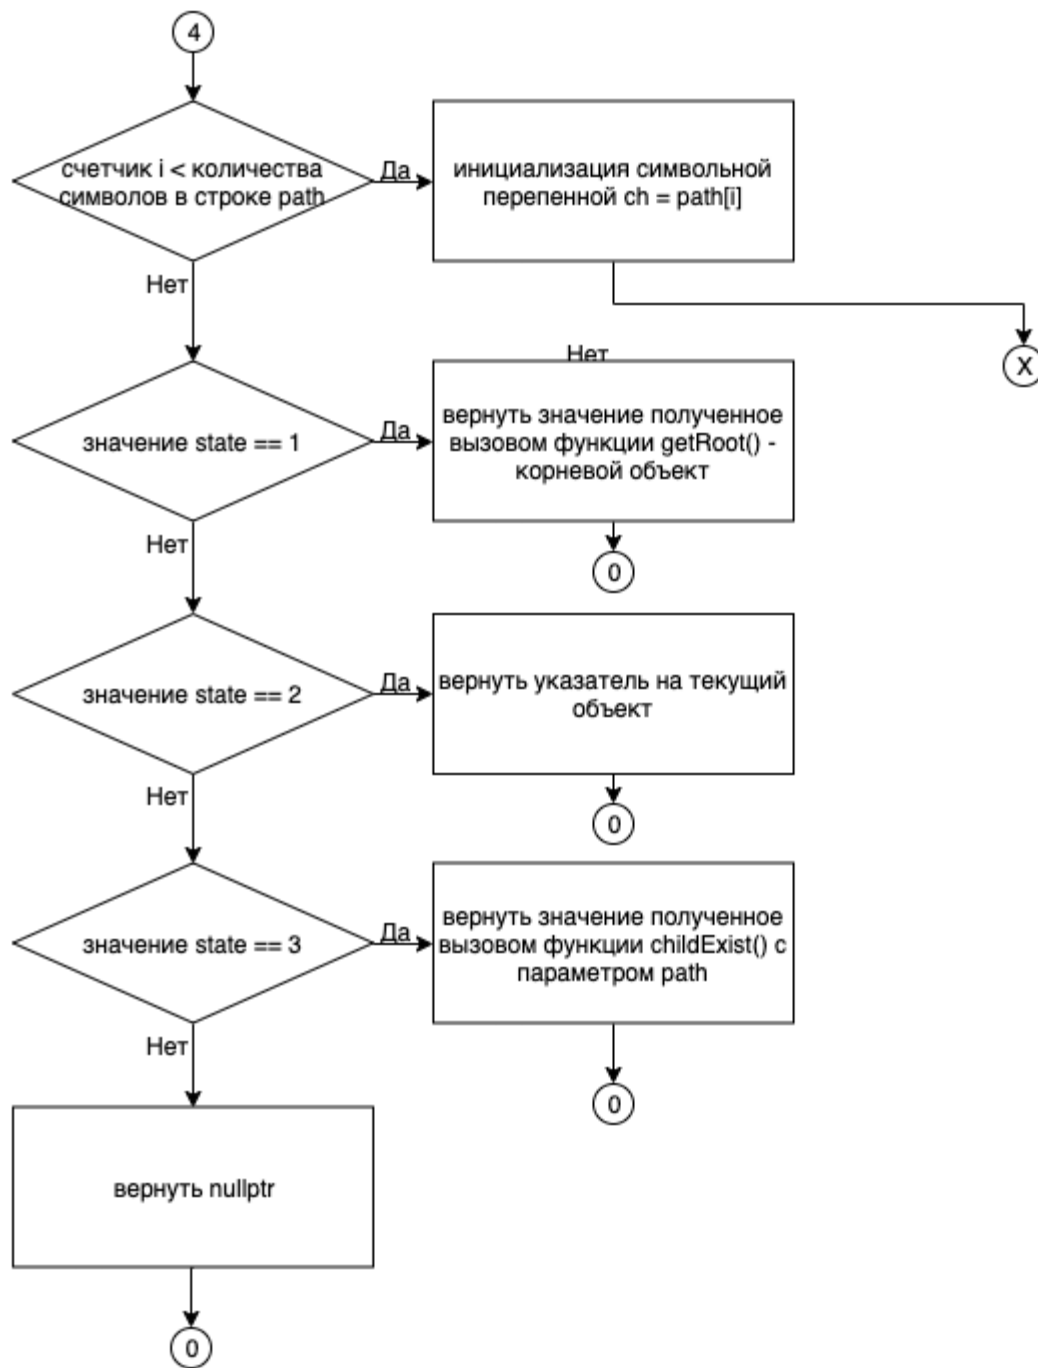 4
счетчик i < количества
символов в строке path
Да
инициализация символьной
перепенной ch = path[i]
Нет
X
Нет
значение state == 1
Да
вернуть значение полученное
вызовом функции getRoot() -
корневой объект
Нет
0
значение state == 2
Да
вернуть указатель на текущий
объект
Нет
0
значение state == 3
Да
вернуть значение полученное
вызовом функции childExist() с
параметром path
Нет
0
вернуть nullptr
0